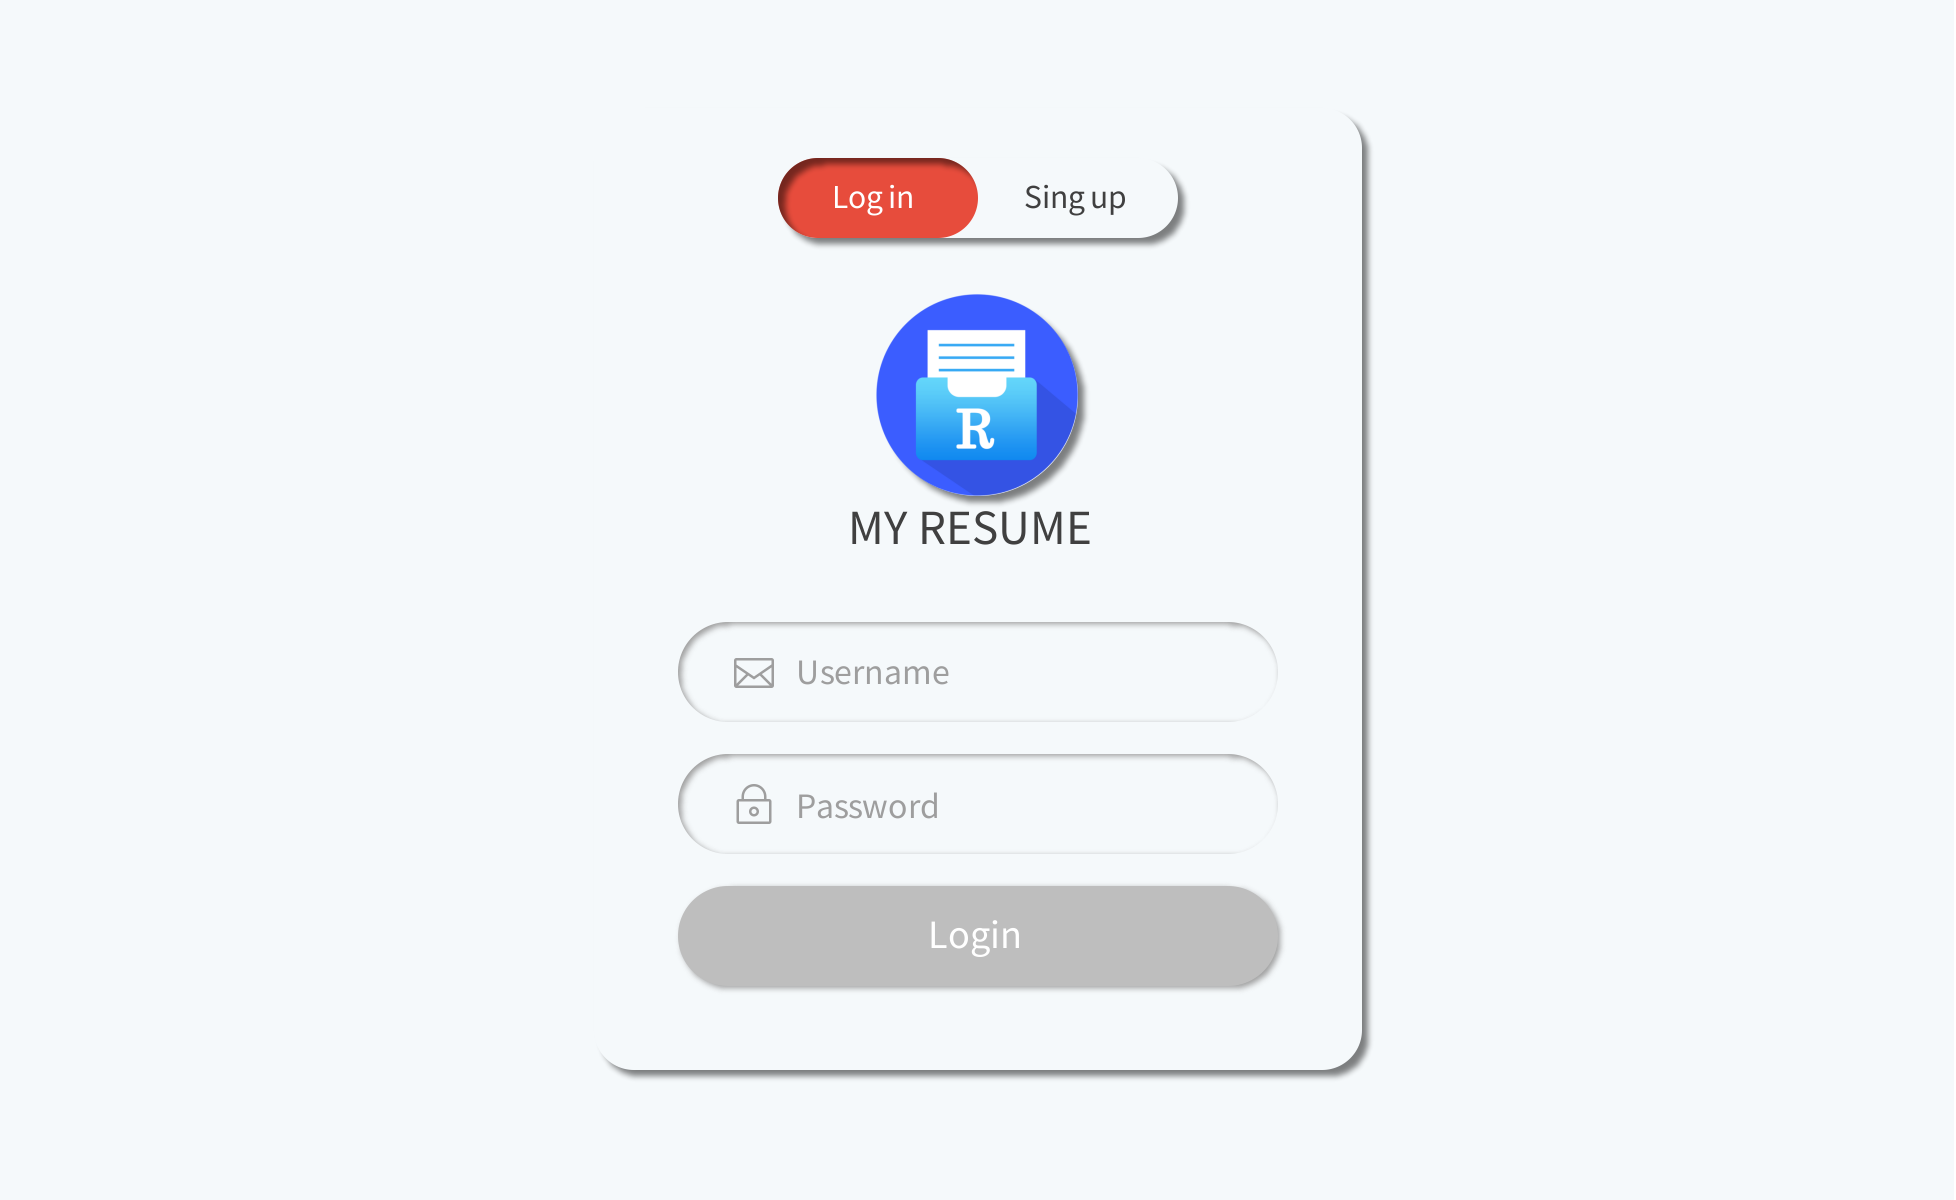 Log in
Sing up
R
MY RESUME
Username
Password
Login